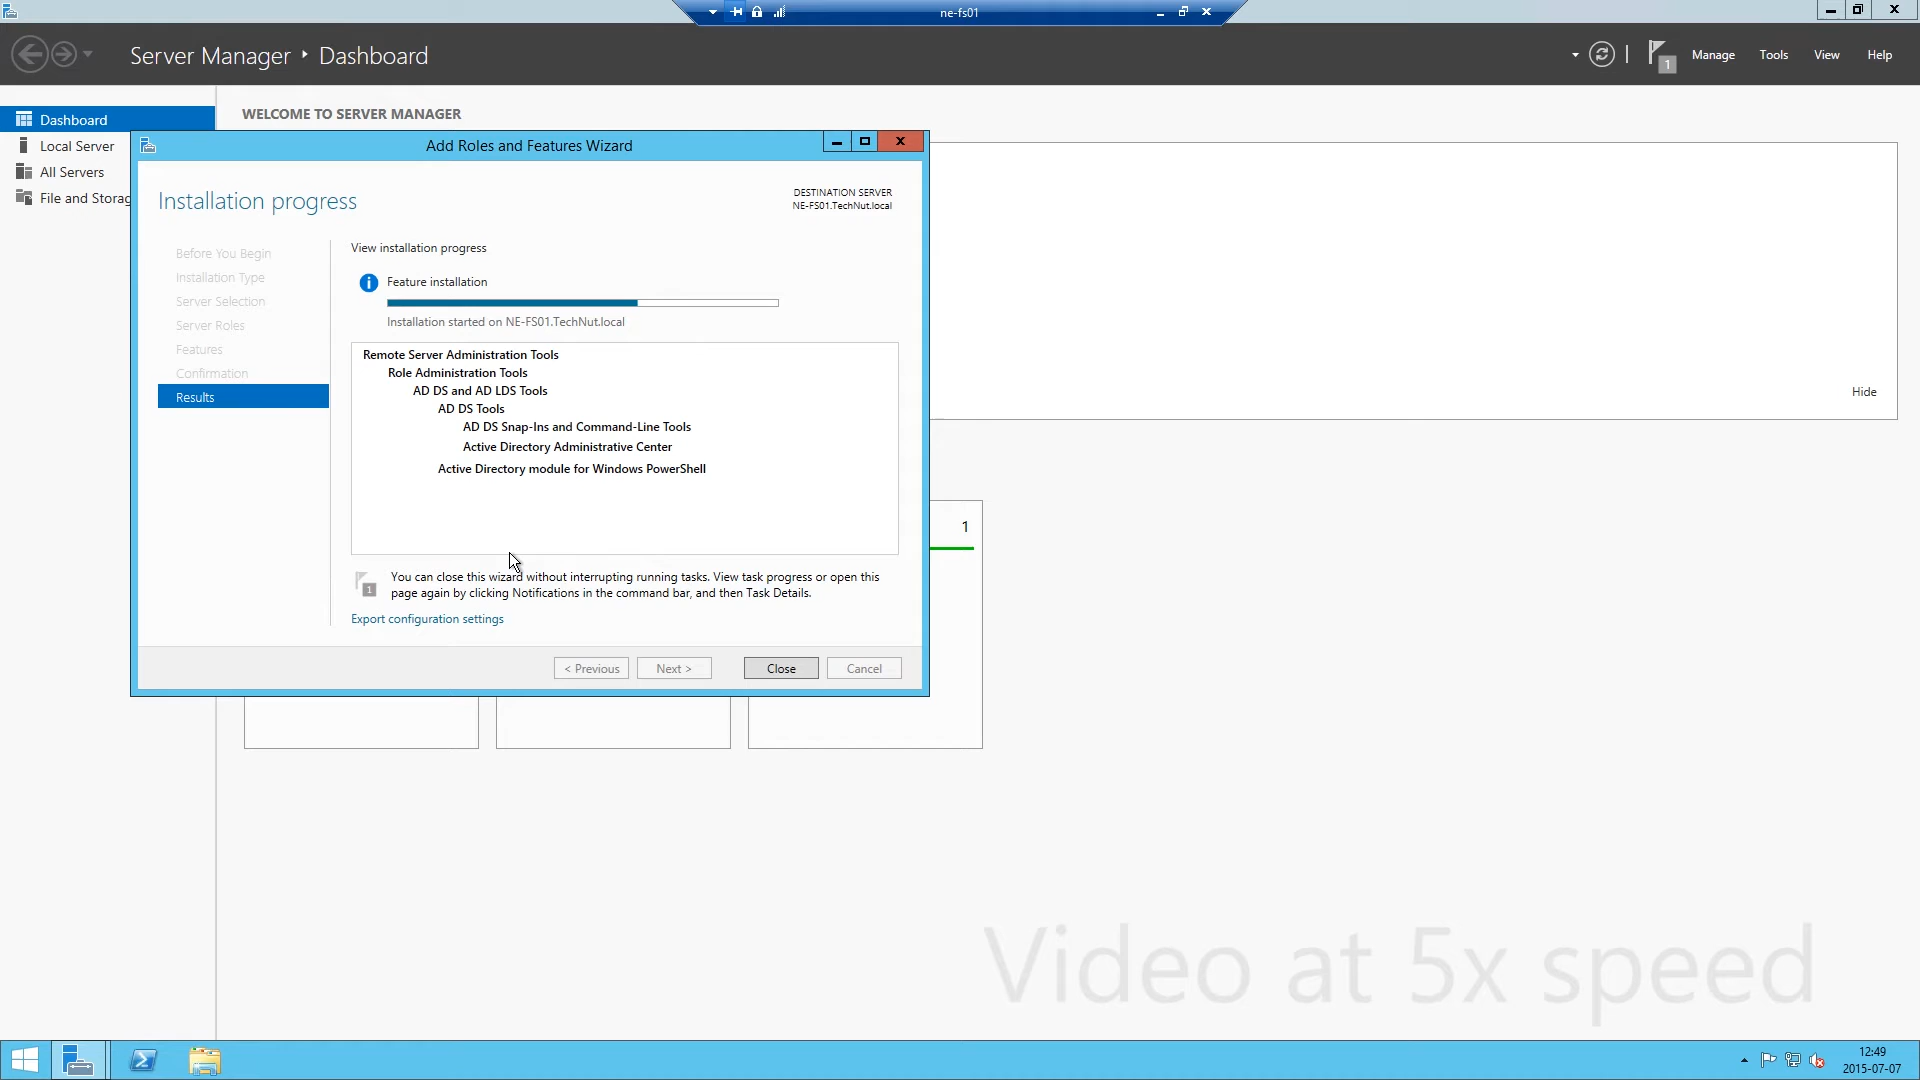 ne-fs01
Server Manager ‣ Dashboard
1
Manage
Tools
View
Help
Dashboard
Local Server
All Servers
File and Storag
WELCOME TO SERVER MANAGER
Add Roles and Features Wizard
Installation progress
DESTINATION SERVER
NE-FS01.TechNut.local
Before You Begin
Installation Type
Server Selection
Server Roles
Features
Confirmation
Results
View installation progress
Feature installation
Installation started on NE-FS01.TechNut.local
Remote Server Administration Tools
Role Administration Tools
AD DS and AD LDS Tools
AD DS Tools
AD DS Snap-Ins and Command-Line Tools
Active Directory Administrative Center
Active Directory module for Windows PowerShell
1
You can close this wizard without interrupting running tasks. View task progress or open this
page again by clicking Notifications in the command bar, and then Task Details.
Export configuration settings
< Previous
Next >
Close
Cancel
Hide
1
Video at 5x speed
12:49
2015-07-07